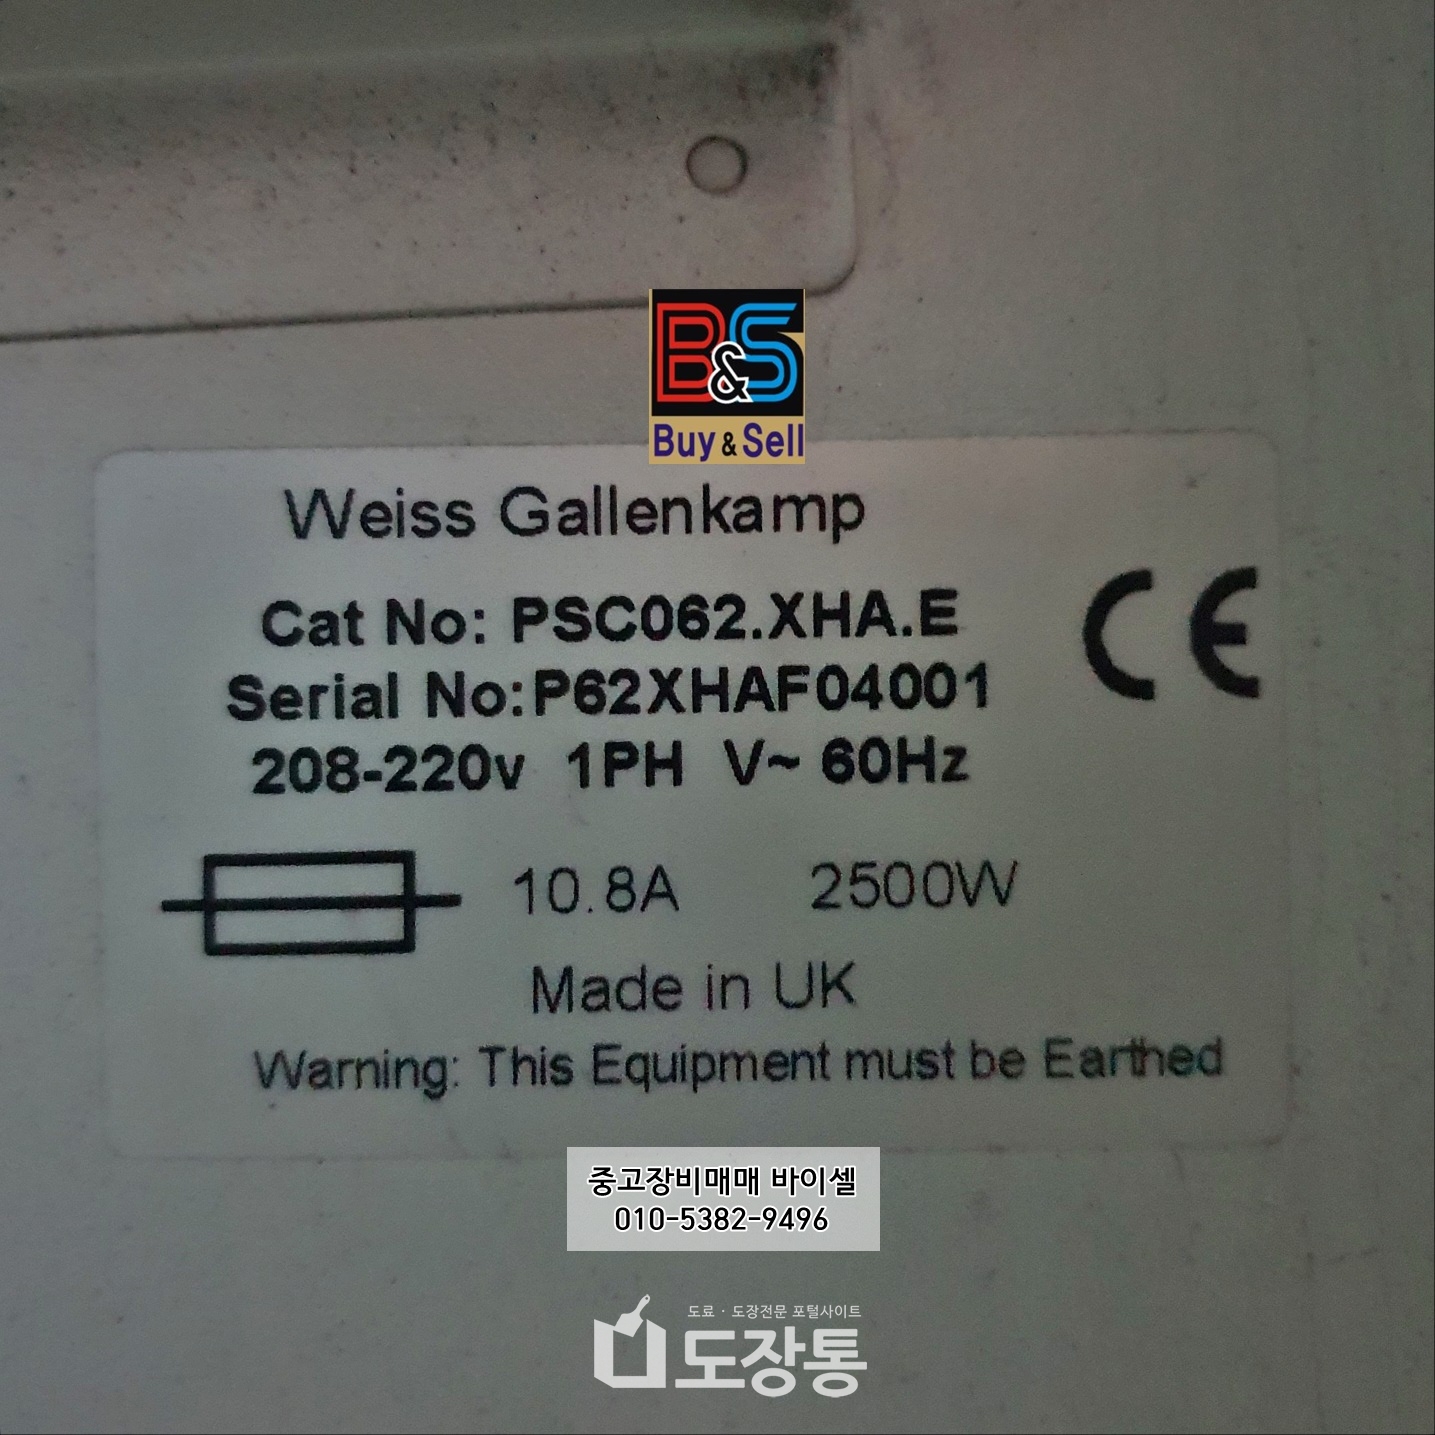 B&S
Buy & Sell
Weiss Gallenkamp
Cat No: PSC062.XHA.E
Serial No:P62XHAF04001
208-220v 1PH V~ 60Hz
CE
10.8A 2500W
Made in UK
Warning: This Equipment must be Earthed
중고장비매매 바이셀
010-5382-9496
도료 · 도장전문 포털사이트
도장통